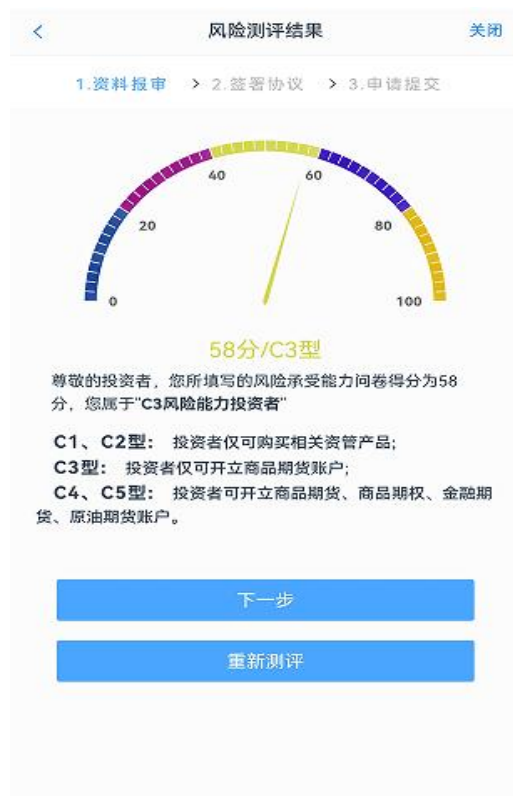 风险测评结果
关闭
1.资料报审 > 2.签署协议 > 3.申请提交
40
60
20
80
0
100
58分/C3型
尊敬的投资者，您所填写的风险承受能力问卷得分为58
分，您属于"C3风险能力投资者"
C1、C2型： 投资者仅可购买相关资管产品;
C3型： 投资者仅可开立商品期货账户;
C4、C5型： 投资者可开立商品期货、商品期权、金融期
货、原油期货账户。
下一步
重新测评